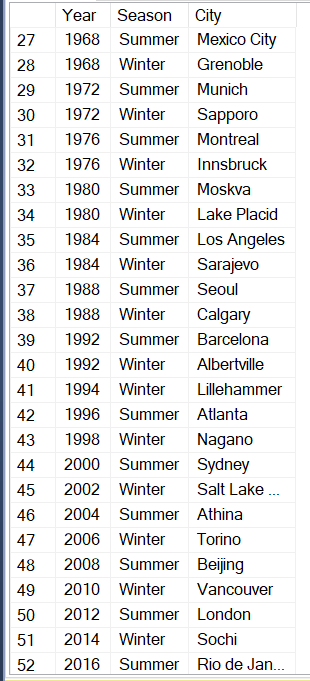 Year Season City
27 1968 Summer Mexico City
28 1968 Winter Grenoble
29 1972 Summer Munich
30 1972 Winter Sapporo
31 1976 Summer Montreal
32 1976 Winter Innsbruck
33 1980 Summer Moskva
34 1980 Winter Lake Placid
35 1984 Summer Los Angeles
36 1984 Winter Sarajevo
37 1988 Summer Seoul
38 1988 Winter Calgary
39 1992 Summer Barcelona
40 1992 Winter Albertville
41 1994 Winter Lillehammer
42 1996 Summer Atlanta
43 1998 Winter Nagano
44 2000 Summer Sydney
45 2002 Winter Salt Lake ...
46 2004 Summer Athina
47 2006 Winter Torino
48 2008 Summer Beijing
49 2010 Winter Vancouver
50 2012 Summer London
51 2014 Winter Sochi
52 2016 Summer Rio de Jan...